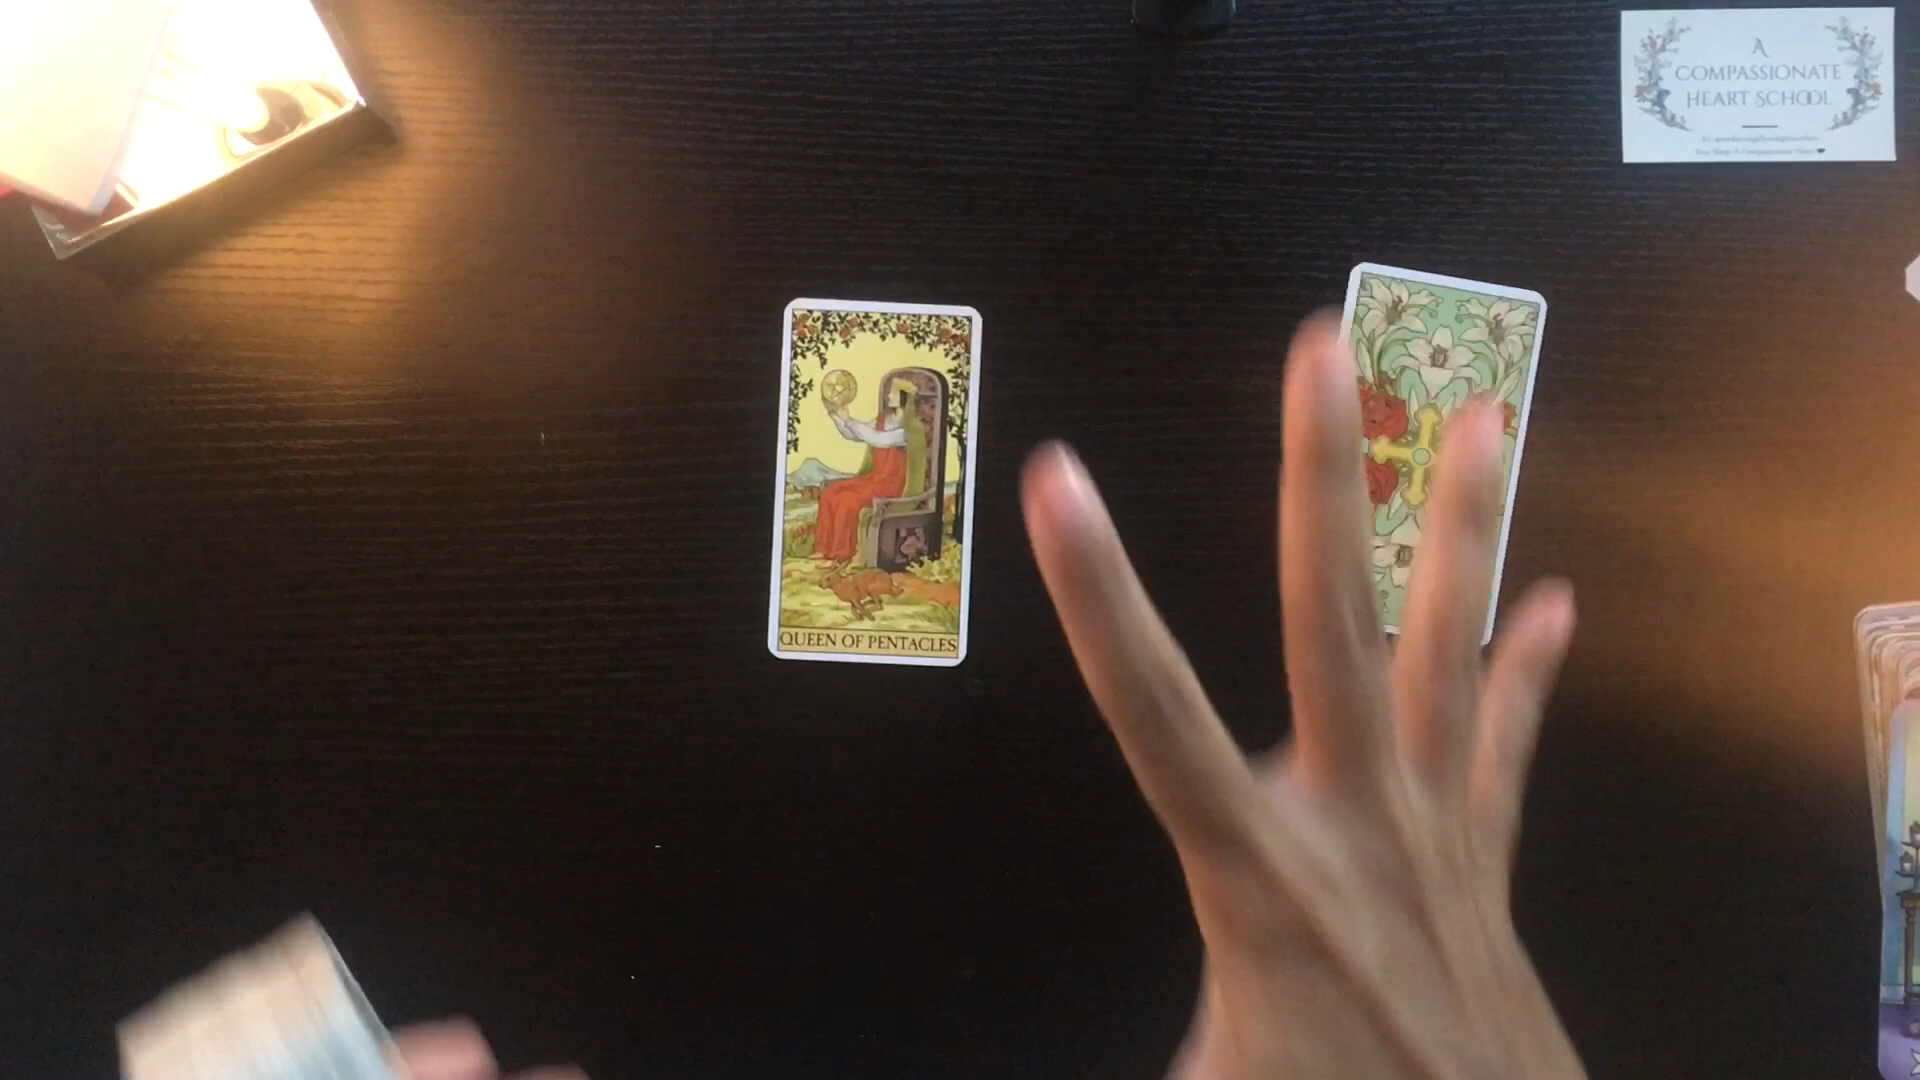 A
COMPASSIONATE
HEART SCHOOL
QUEEN OF PENTACLES